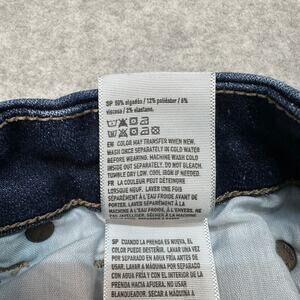 SP 80% algodón / 12% poliéster / 6%
viscosa / 2% elastano.
EN COLOR MAY TRANSFER WHEN NEW.
WASH ONCE SEPARATELY IN COLD WATER
BEFORE WEARING. MACHINE WASH COLD
INSIDE OUT SEPARATELY. DO NOT BLEACH.
TUMBLE DRY LOW. COOL IRON IF NEEDED.
FR LA COULEUR PEUT DÉTEINDRE
LORSQUE NEUF. LAVER UNE FOIS
SÉPARÉMENT À L'EAU FROIDE AVANT DE
PORTER. LAVER SÉPARÉMENT À LA
MACHINE À L'EAU FROIDE À L'ENVERS. NE
PAS JAVELLISER. SÉCHER
SP CUANDO LA PRENDA ES NUEVA, EL
COLOR PUEDE DESTEÑIR. LAVAR UNA VEZ
POR SEPARADO EN AGUA FRÍA ANTES DE
USAR. LAVAR A MÁQUINA POR SEPARADO
CON AGUA FRÍA Y CON EL INTERIOR DE LA
PRENDA HACIA AFUERA. NO USAR
BLANQUEADOR. SECAR A MÁQUINA